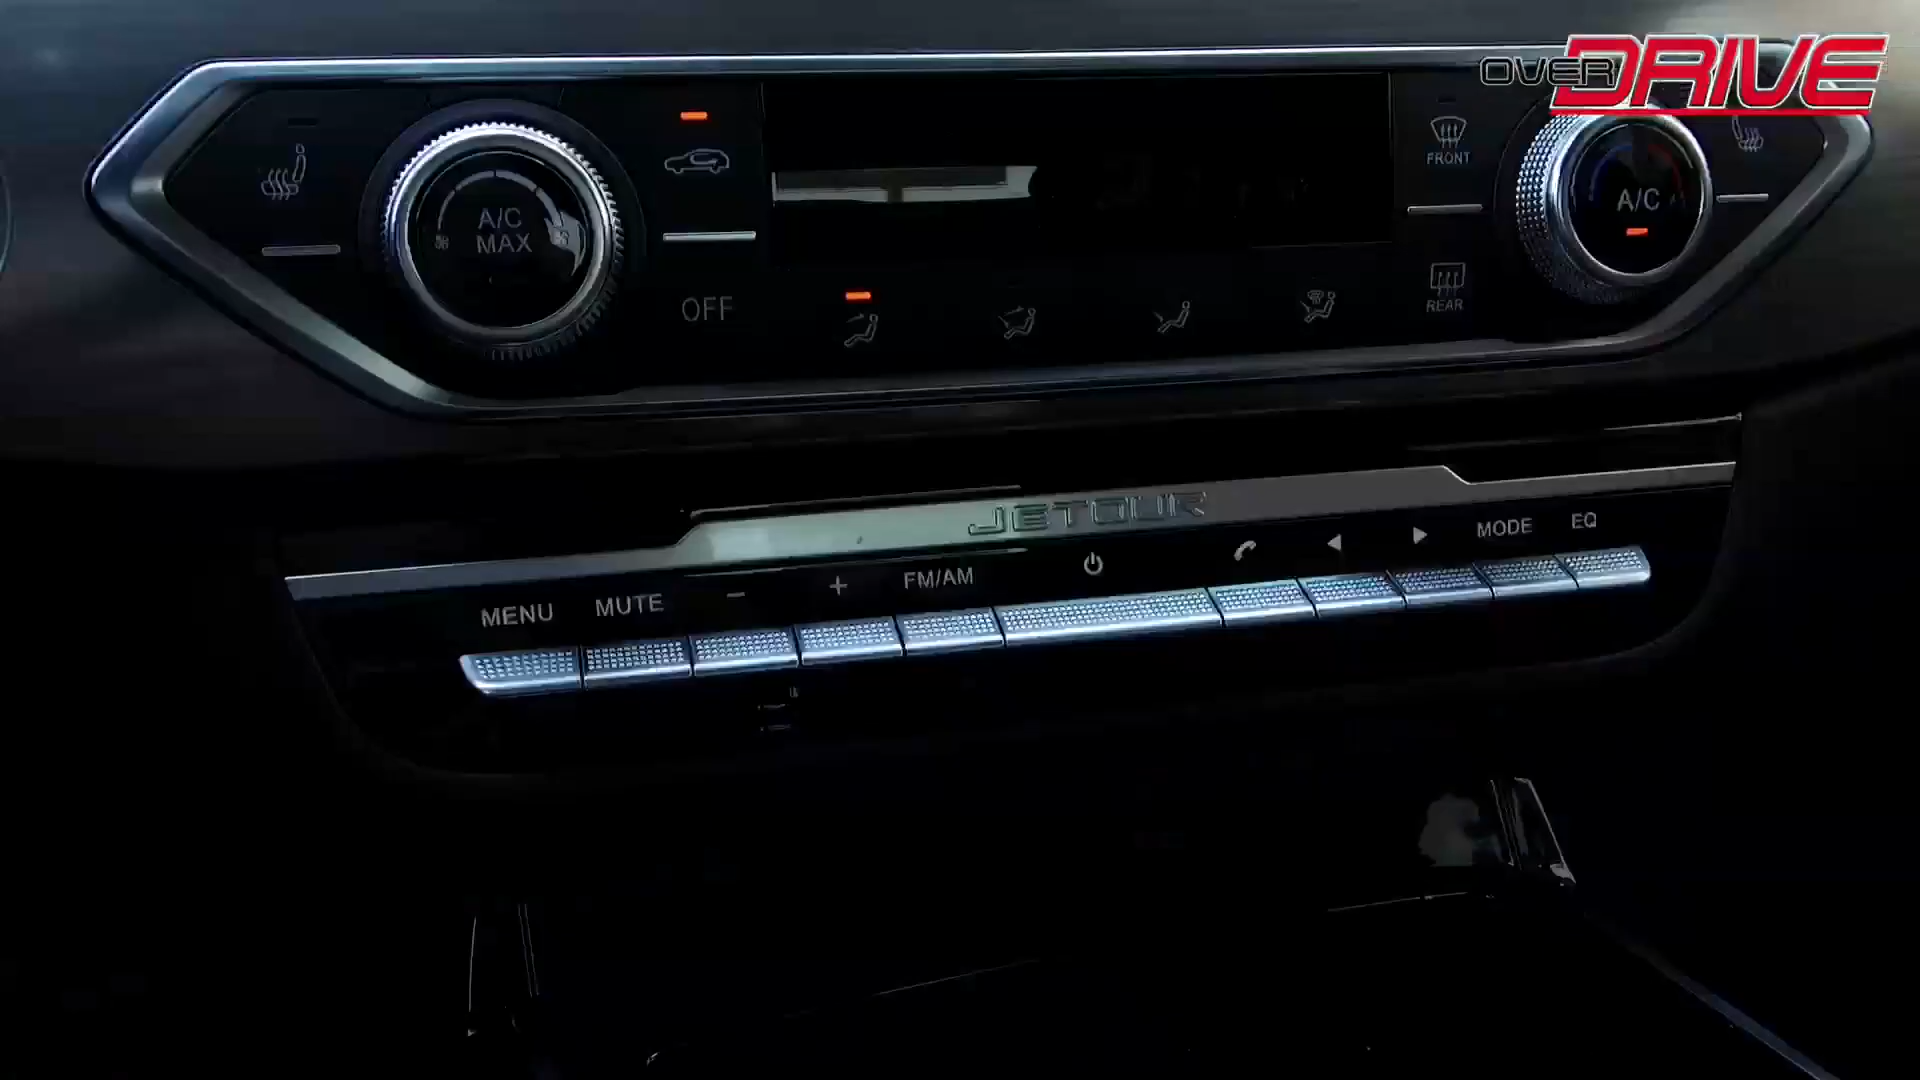 OVERDRIVE
A/C
MAX
OFF
FRONT
REAR
A/C
JETOUR
MENU
MUTE
−
+
FM/AM
MODE
EQ